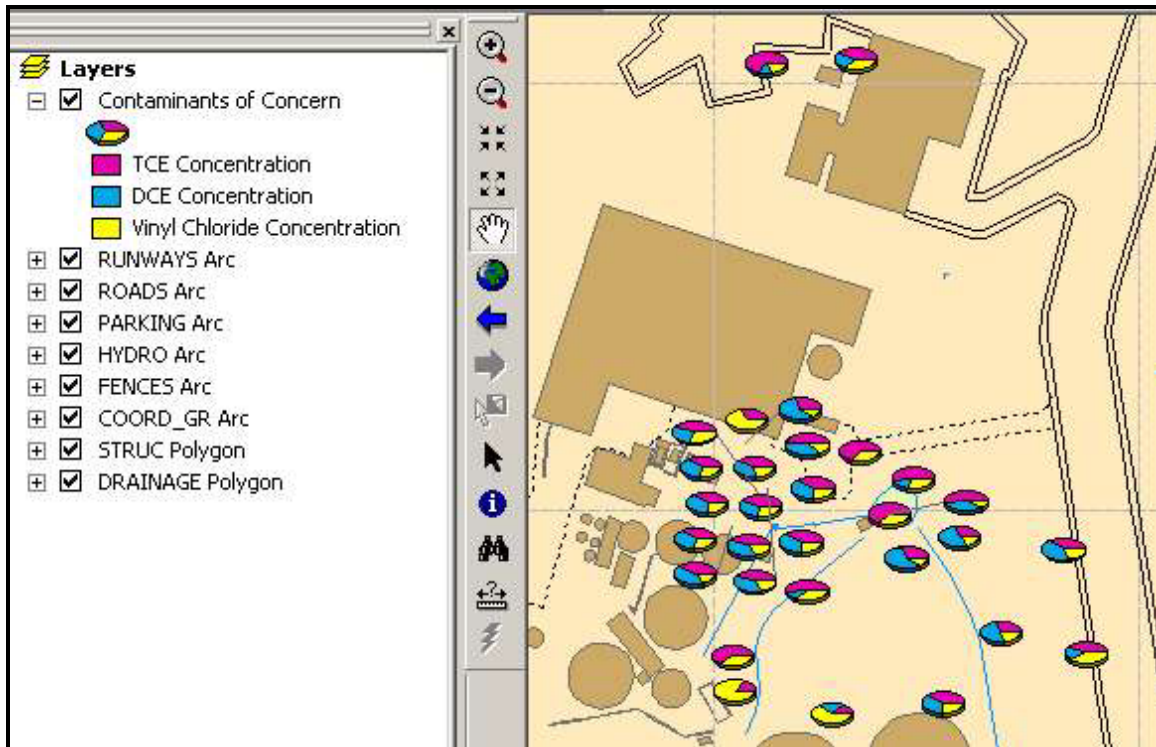 Layers
Contaminants of Concern
TCE Concentration
DCE Concentration
Vinyl Chloride Concentration
RUNWAYS Arc
ROADS Arc
PARKING Arc
HYDRO Arc
FENCES Arc
COORD_GR Arc
STRUC Polygon
DRAINAGE Polygon